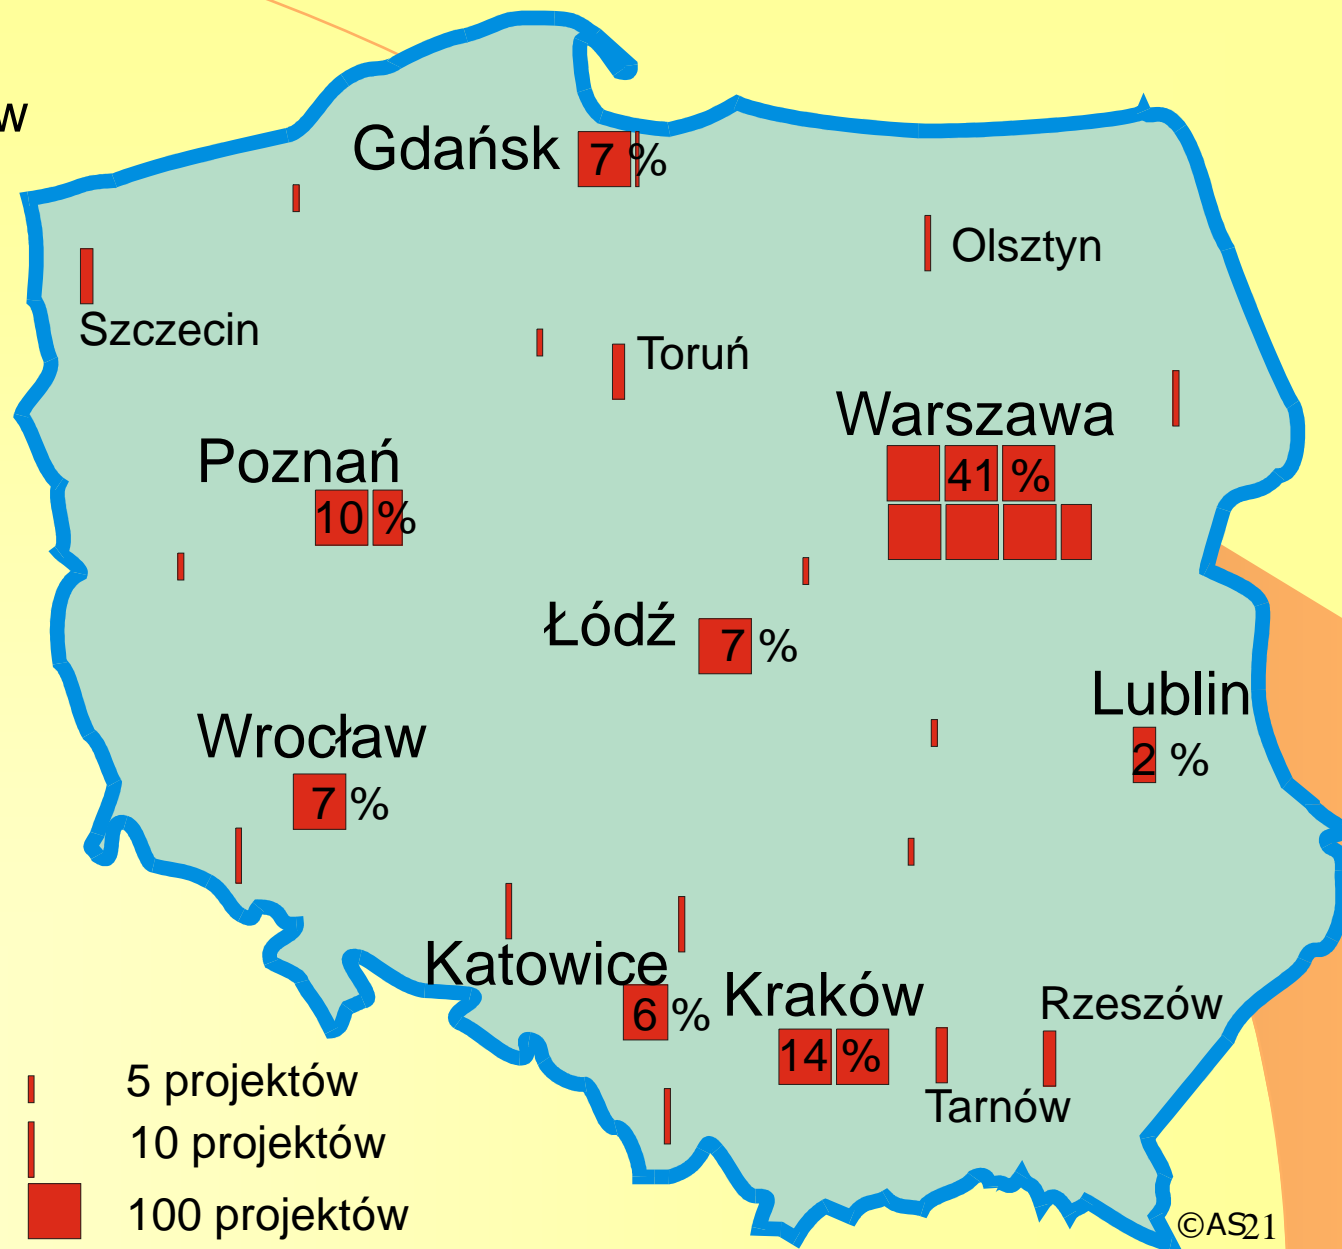 w
Gdańsk 7 %
Olsztyn
Szczecin
Toruń
Warszawa
41 %
Poznań
10 %
Łódź 7 %
Lublin
2 %
Wrocław
7 %
Katowice
6 %
Kraków
14 %
Rzeszów
Tarnów
5 projektów
10 projektów
100 projektów
©AS21